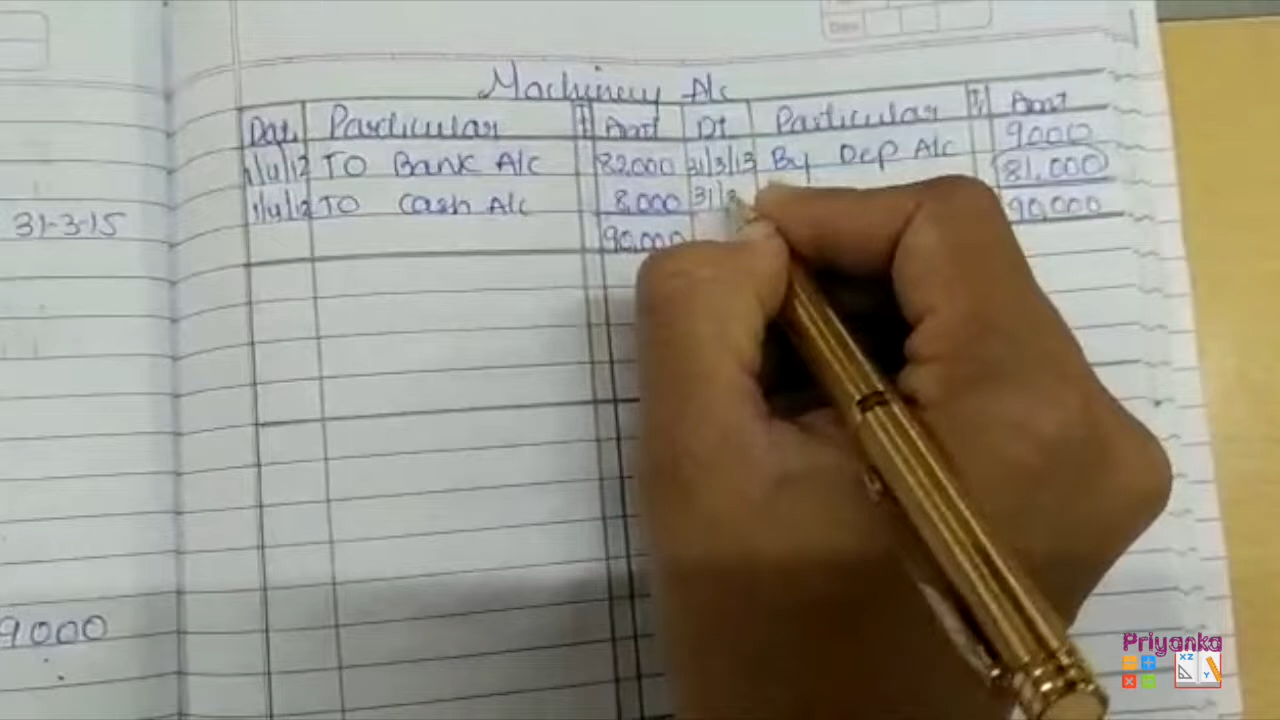 Date
Machinery A/c
Date Particular Amt Dt Particular Amt
1/4/12 TO Bank A/c 82,000 31/3/13 By Dep A/c 9000
81,000
1/4/12 TO Cash A/c 8,000 31/3 90,000
90,000
31-3-15
9000
Priyanka
XZ
Y